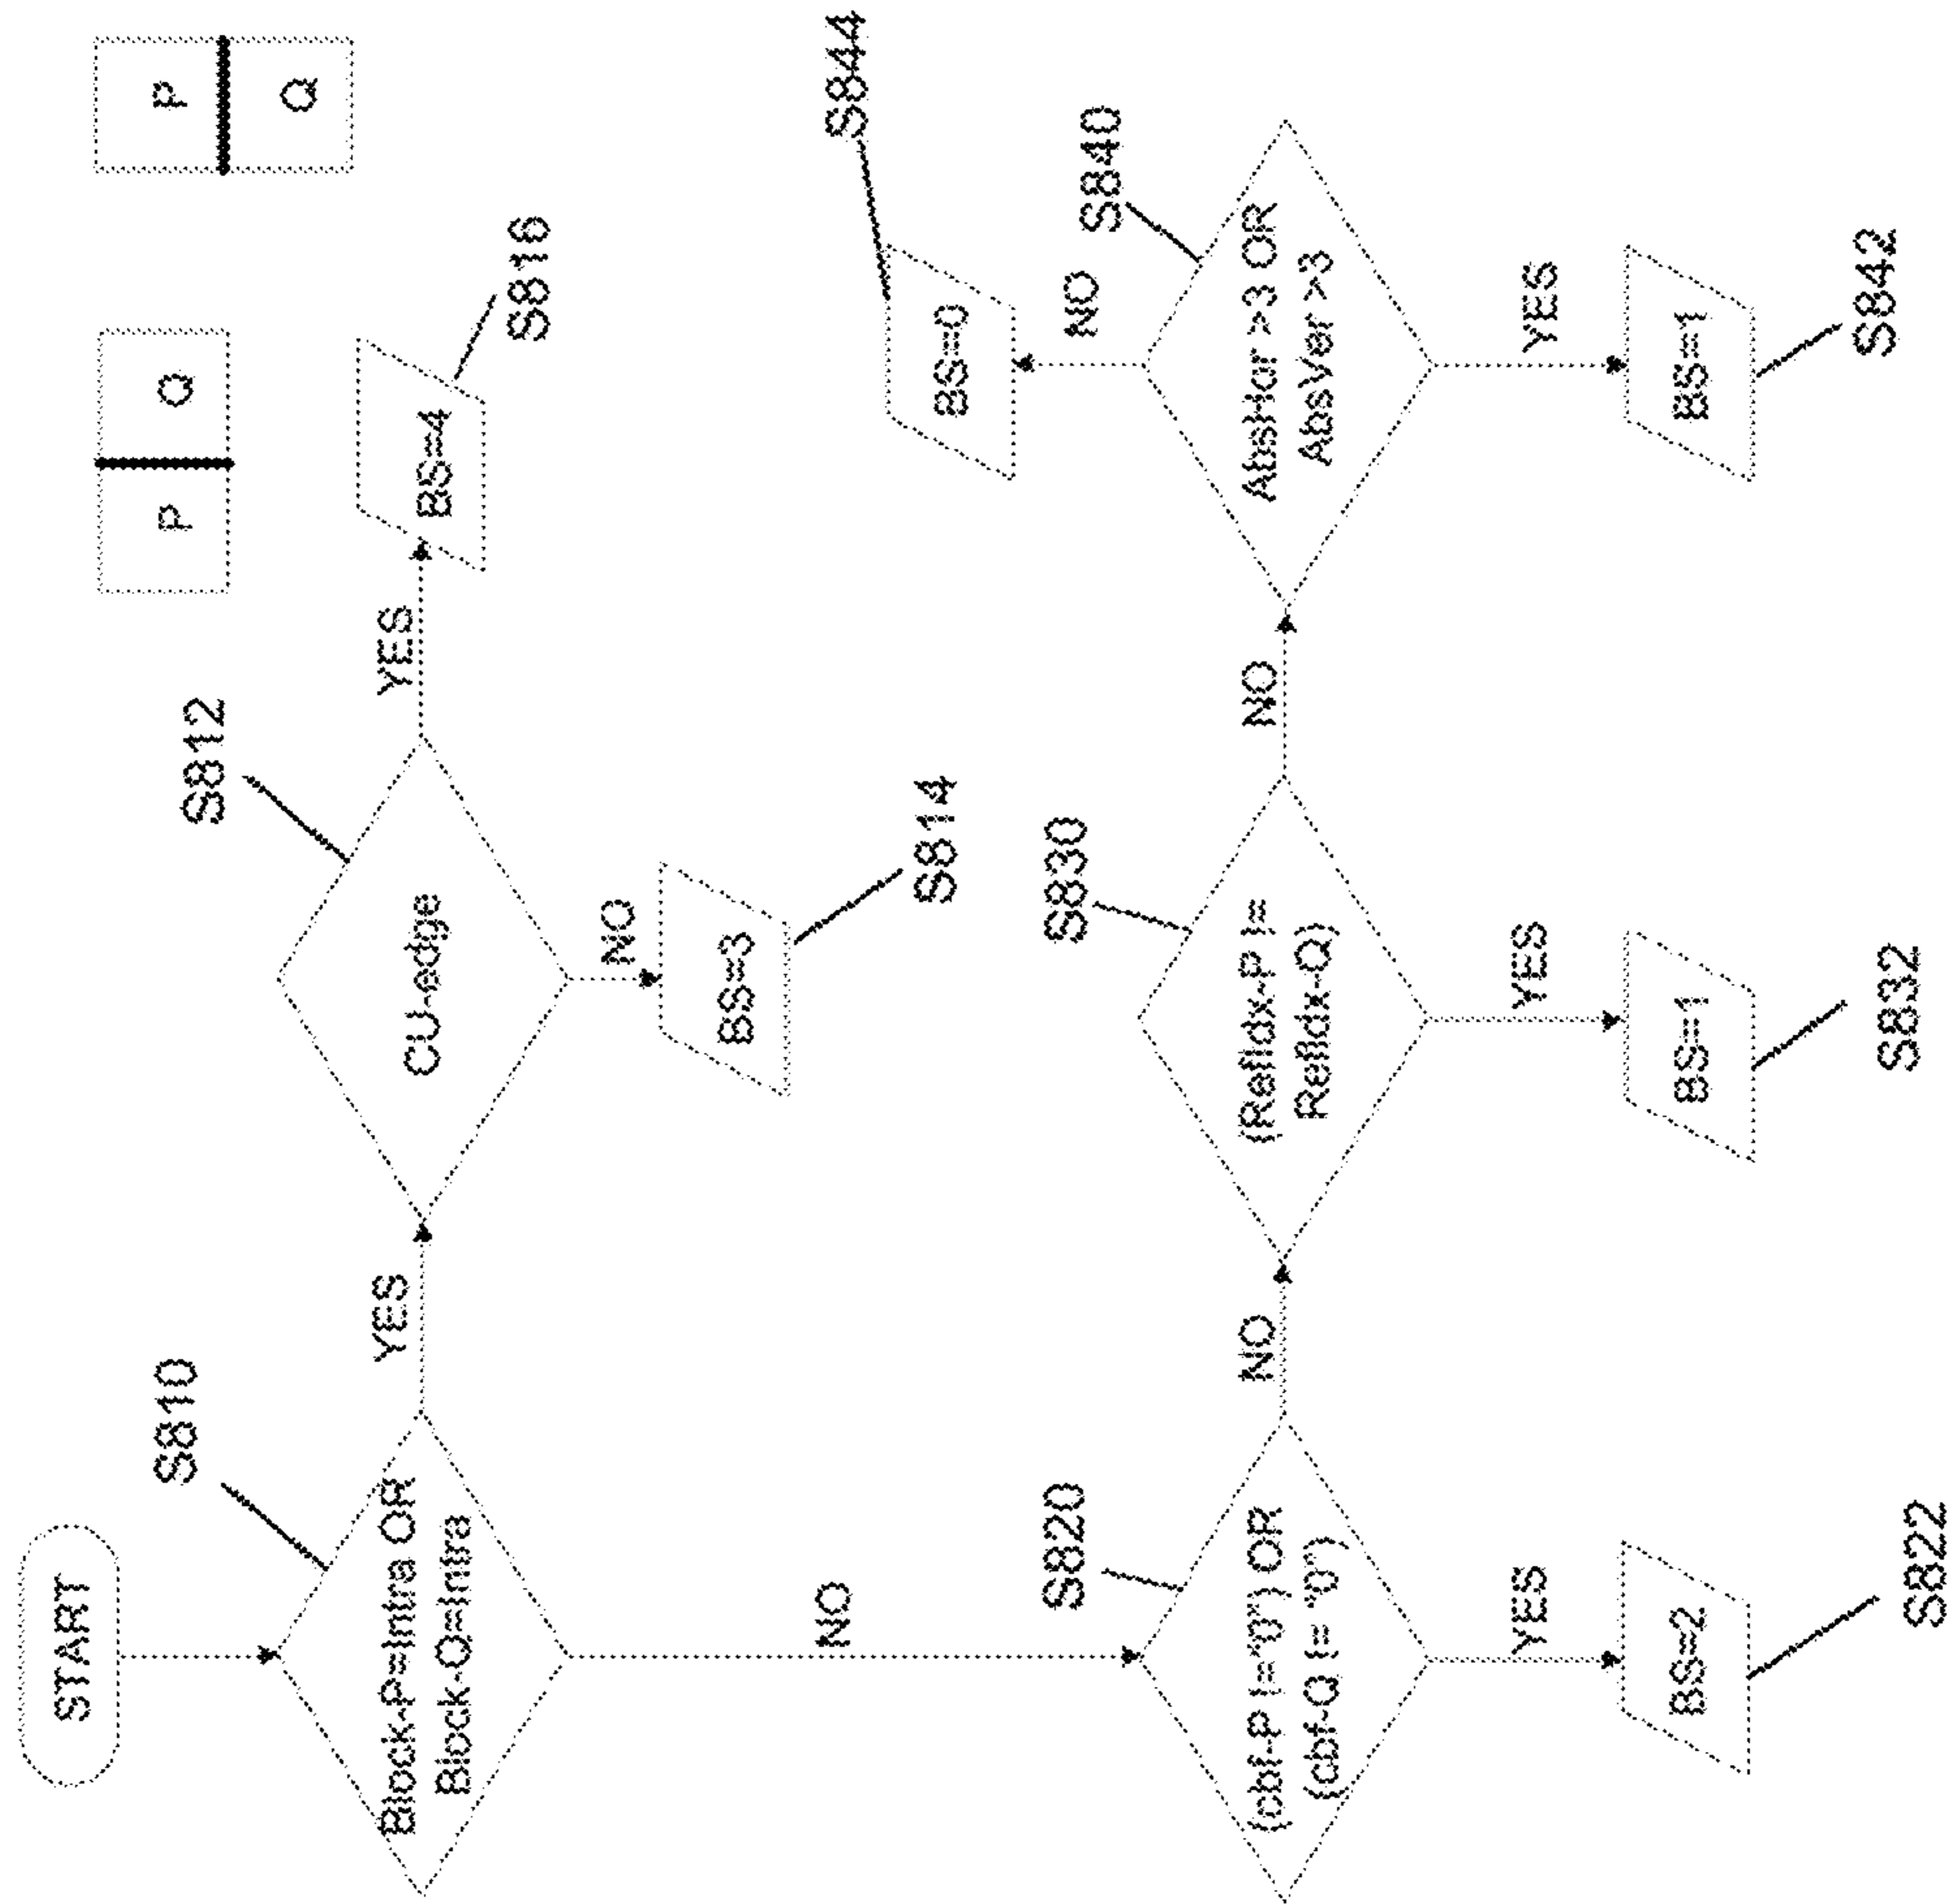 START
S810
Block-P=Intra OR
Block-Q=Intra
YES
S812
CU-edge
YES
BS=4
S816
P Q
P
Q
NO
BS=3
S814
NO
S820
(cbf-P != '0') OR
(cbf-Q != '0')
YES
BS=2
S822
NO
S830
(RefIdx-P !=
RefIdx-Q)
YES
BS=1
S832
NO
S840
AbsHor >3 OR
AbsVer >3
NO
BS=0
S844
YES
BS=1
S842